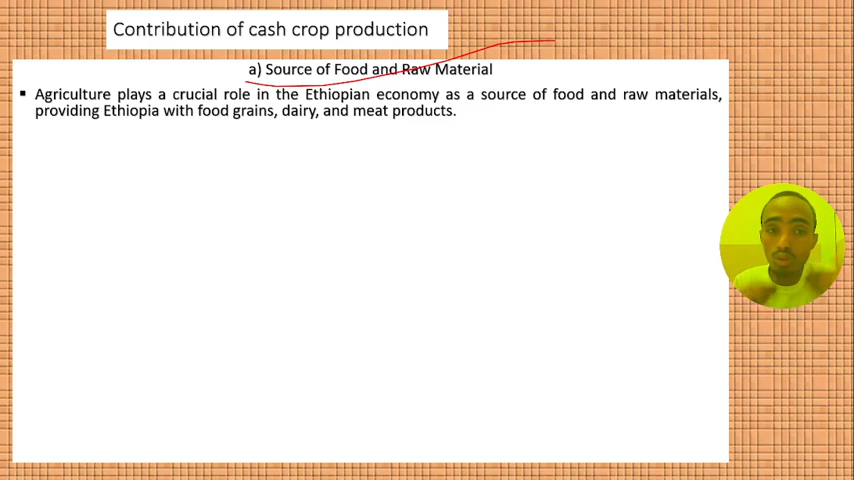 Contribution of cash crop production
a) Source of Food and Raw Material
▪ Agriculture plays a crucial role in the Ethiopian economy as a source of food and raw materials,
providing Ethiopia with food grains, dairy, and meat products.